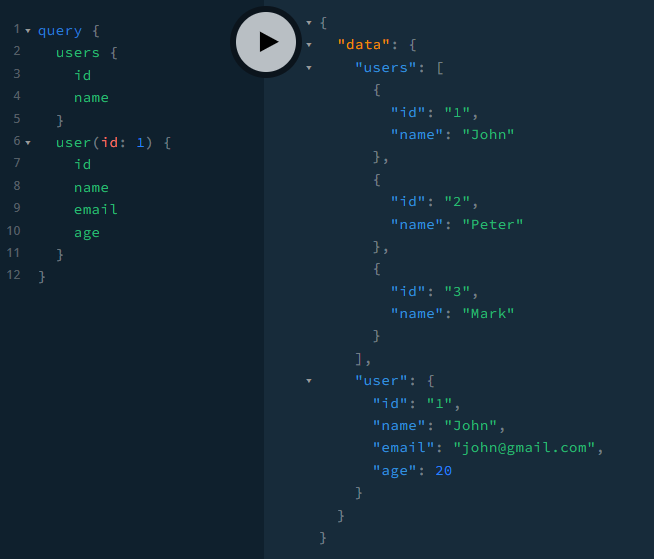 1 query {
2 users {
3 id
4 name
5 }
6 user(id: 1) {
7 id
8 name
9 email
10 age
11 }
12 }
{
"data": {
"users": [
{
"id": "1",
"name": "John"
},
{
"id": "2",
"name": "Peter"
},
{
"id": "3",
"name": "Mark"
}
],
"user": {
"id": "1",
"name": "John",
"email": "john@gmail.com",
"age": 20
}
}
}